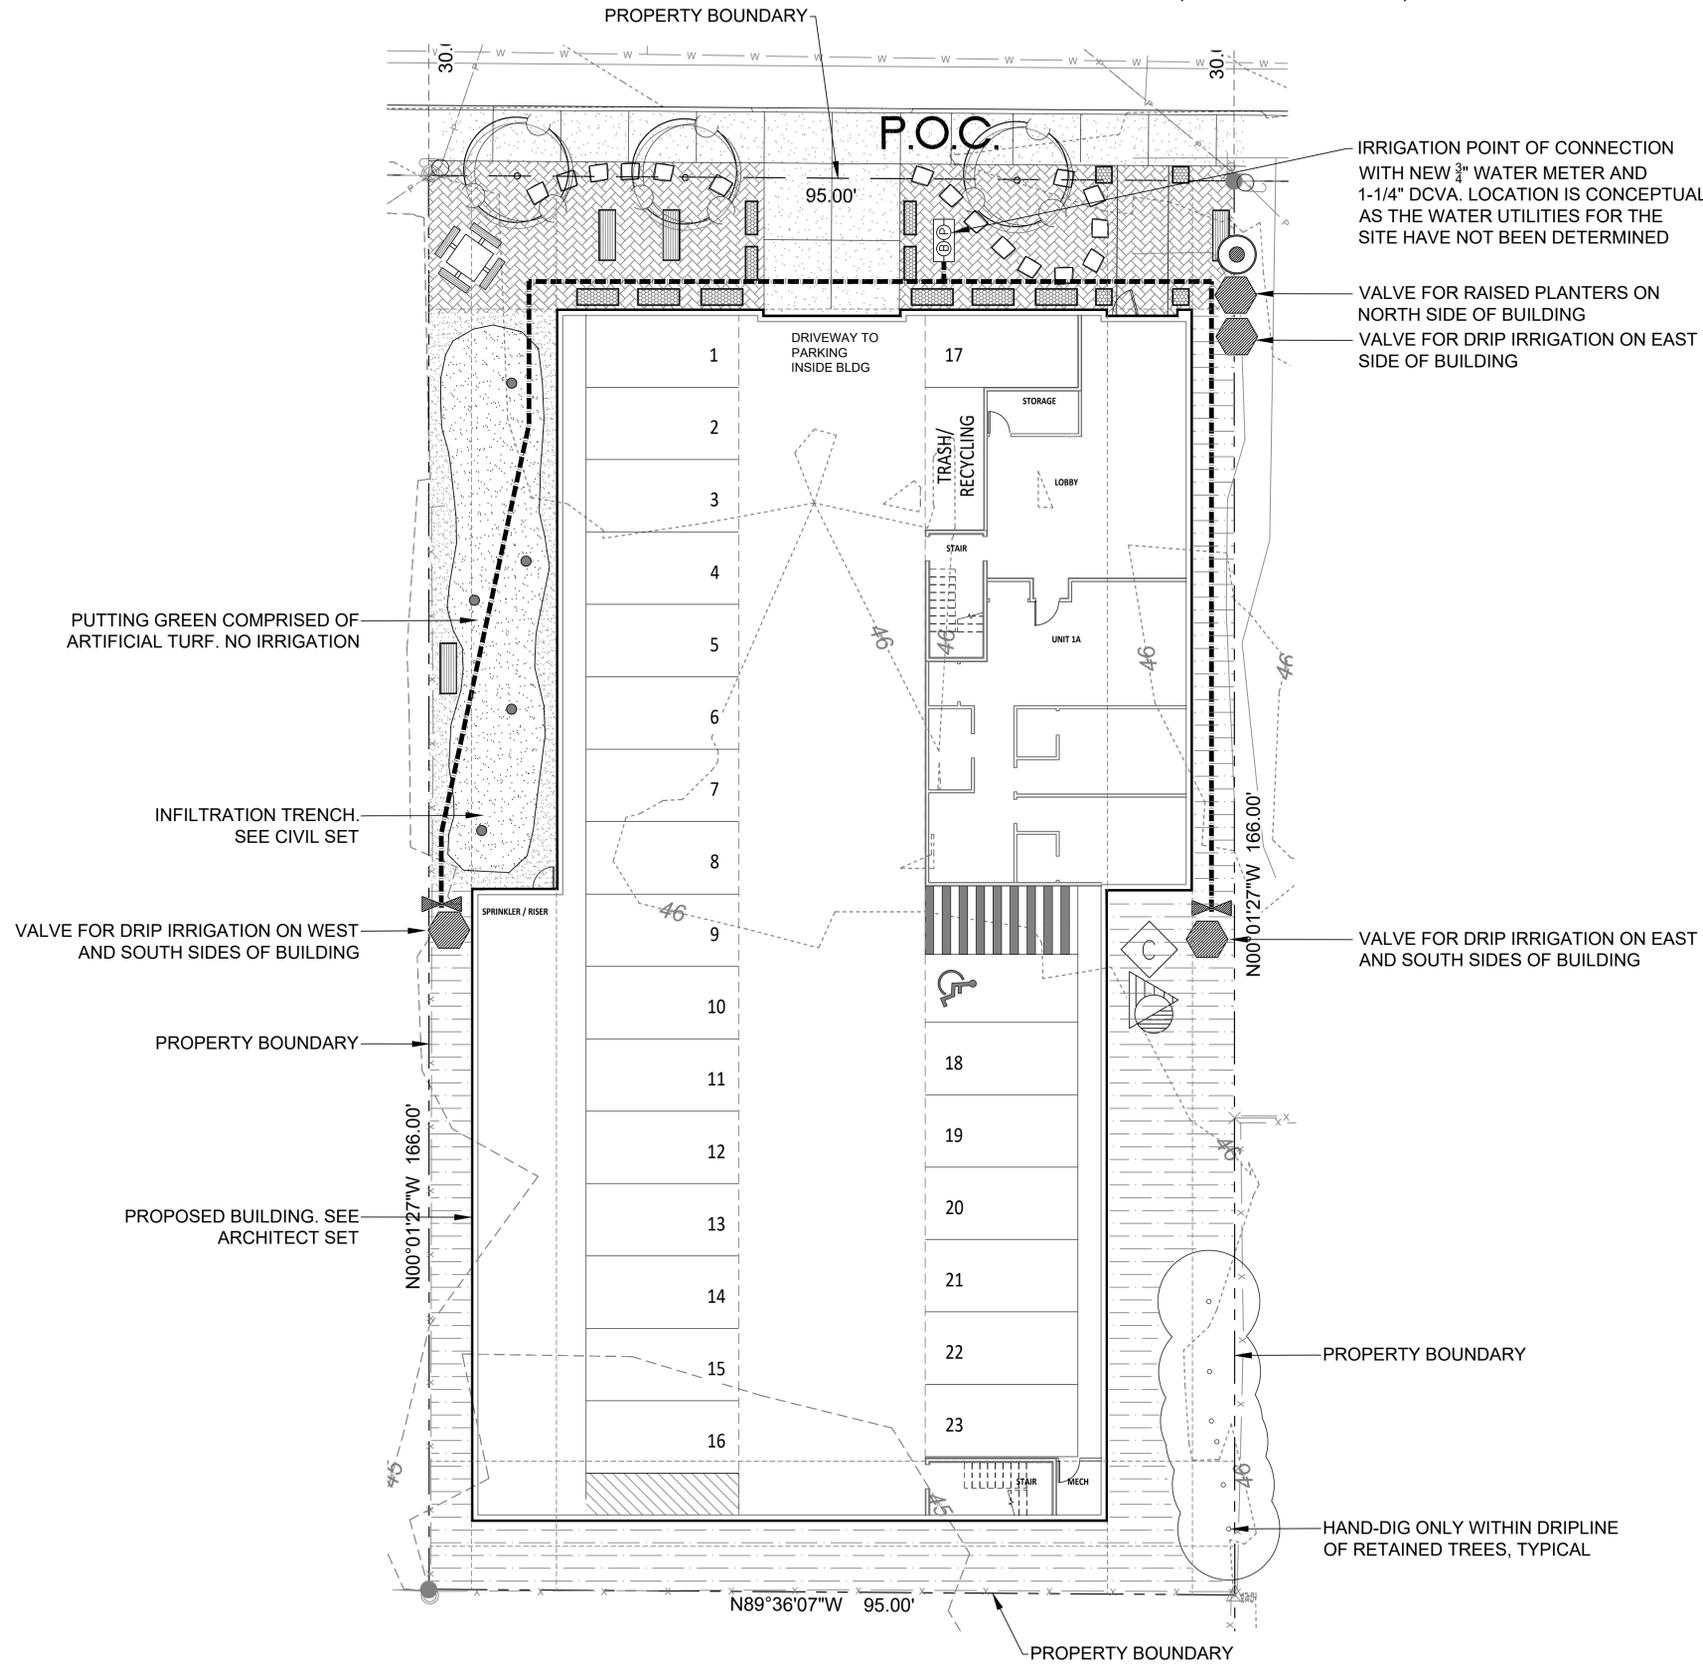 PROPERTY BOUNDARY
W W W W W W W W W W W W W
P.O.C.
95.00'
IRRIGATION POINT OF CONNECTION
WITH NEW 3/4" WATER METER AND
1-1/4" DCVA. LOCATION IS CONCEPTUAL
AS THE WATER UTILITIES FOR THE
SITE HAVE NOT BEEN DETERMINED
P
B
VALVE FOR RAISED PLANTERS ON
NORTH SIDE OF BUILDING
VALVE FOR DRIP IRRIGATION ON EAST
SIDE OF BUILDING
DRIVEWAY TO
PARKING
INSIDE BLDG
1
17
STORAGE
2
TRASH/
RECYCLING
LOBBY
3
STAIR
4
PUTTING GREEN COMPRISED OF
ARTIFICIAL TURF. NO IRRIGATION
5
UNIT 1A
46
46
46
46
6
7
INFILTRATION TRENCH.
SEE CIVIL SET
8
N00°01'27"W 166.00'
SPRINKLER / RISER
46
9
VALVE FOR DRIP IRRIGATION ON WEST
AND SOUTH SIDES OF BUILDING
C
VALVE FOR DRIP IRRIGATION ON EAST
AND SOUTH SIDES OF BUILDING
10
PROPERTY BOUNDARY
18
11
19
12
46
N00°01'27"W 166.00'
PROPOSED BUILDING. SEE
ARCHITECT SET
20
13
21
14
22
15
PROPERTY BOUNDARY
23
16
45
STAIR
MECH
45
46
HAND-DIG ONLY WITHIN DRIPLINE
OF RETAINED TREES, TYPICAL
N89°36'07"W 95.00'
PROPERTY BOUNDARY